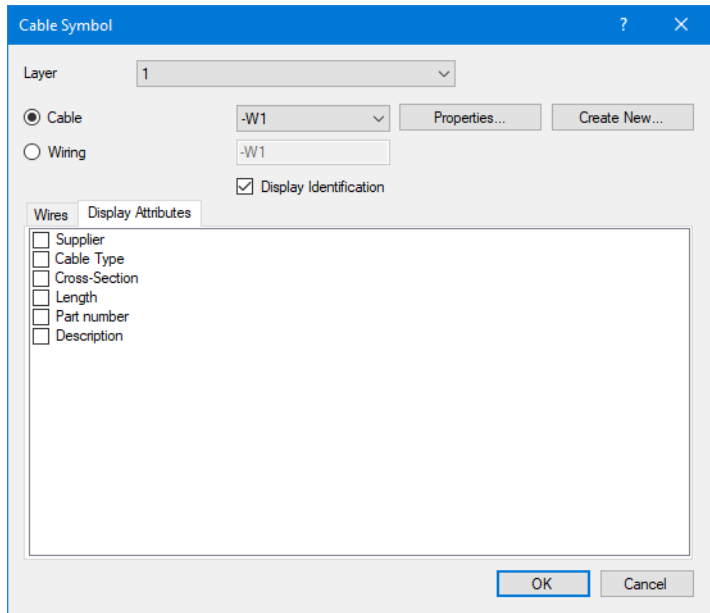 Cable Symbol ?
Layer 1
Cable -W1 Properties... Create New...
Wiring -W1
Display Identification
Wires Display Attributes
Supplier
Cable Type
Cross-Section
Length
Part number
Description
OK Cancel